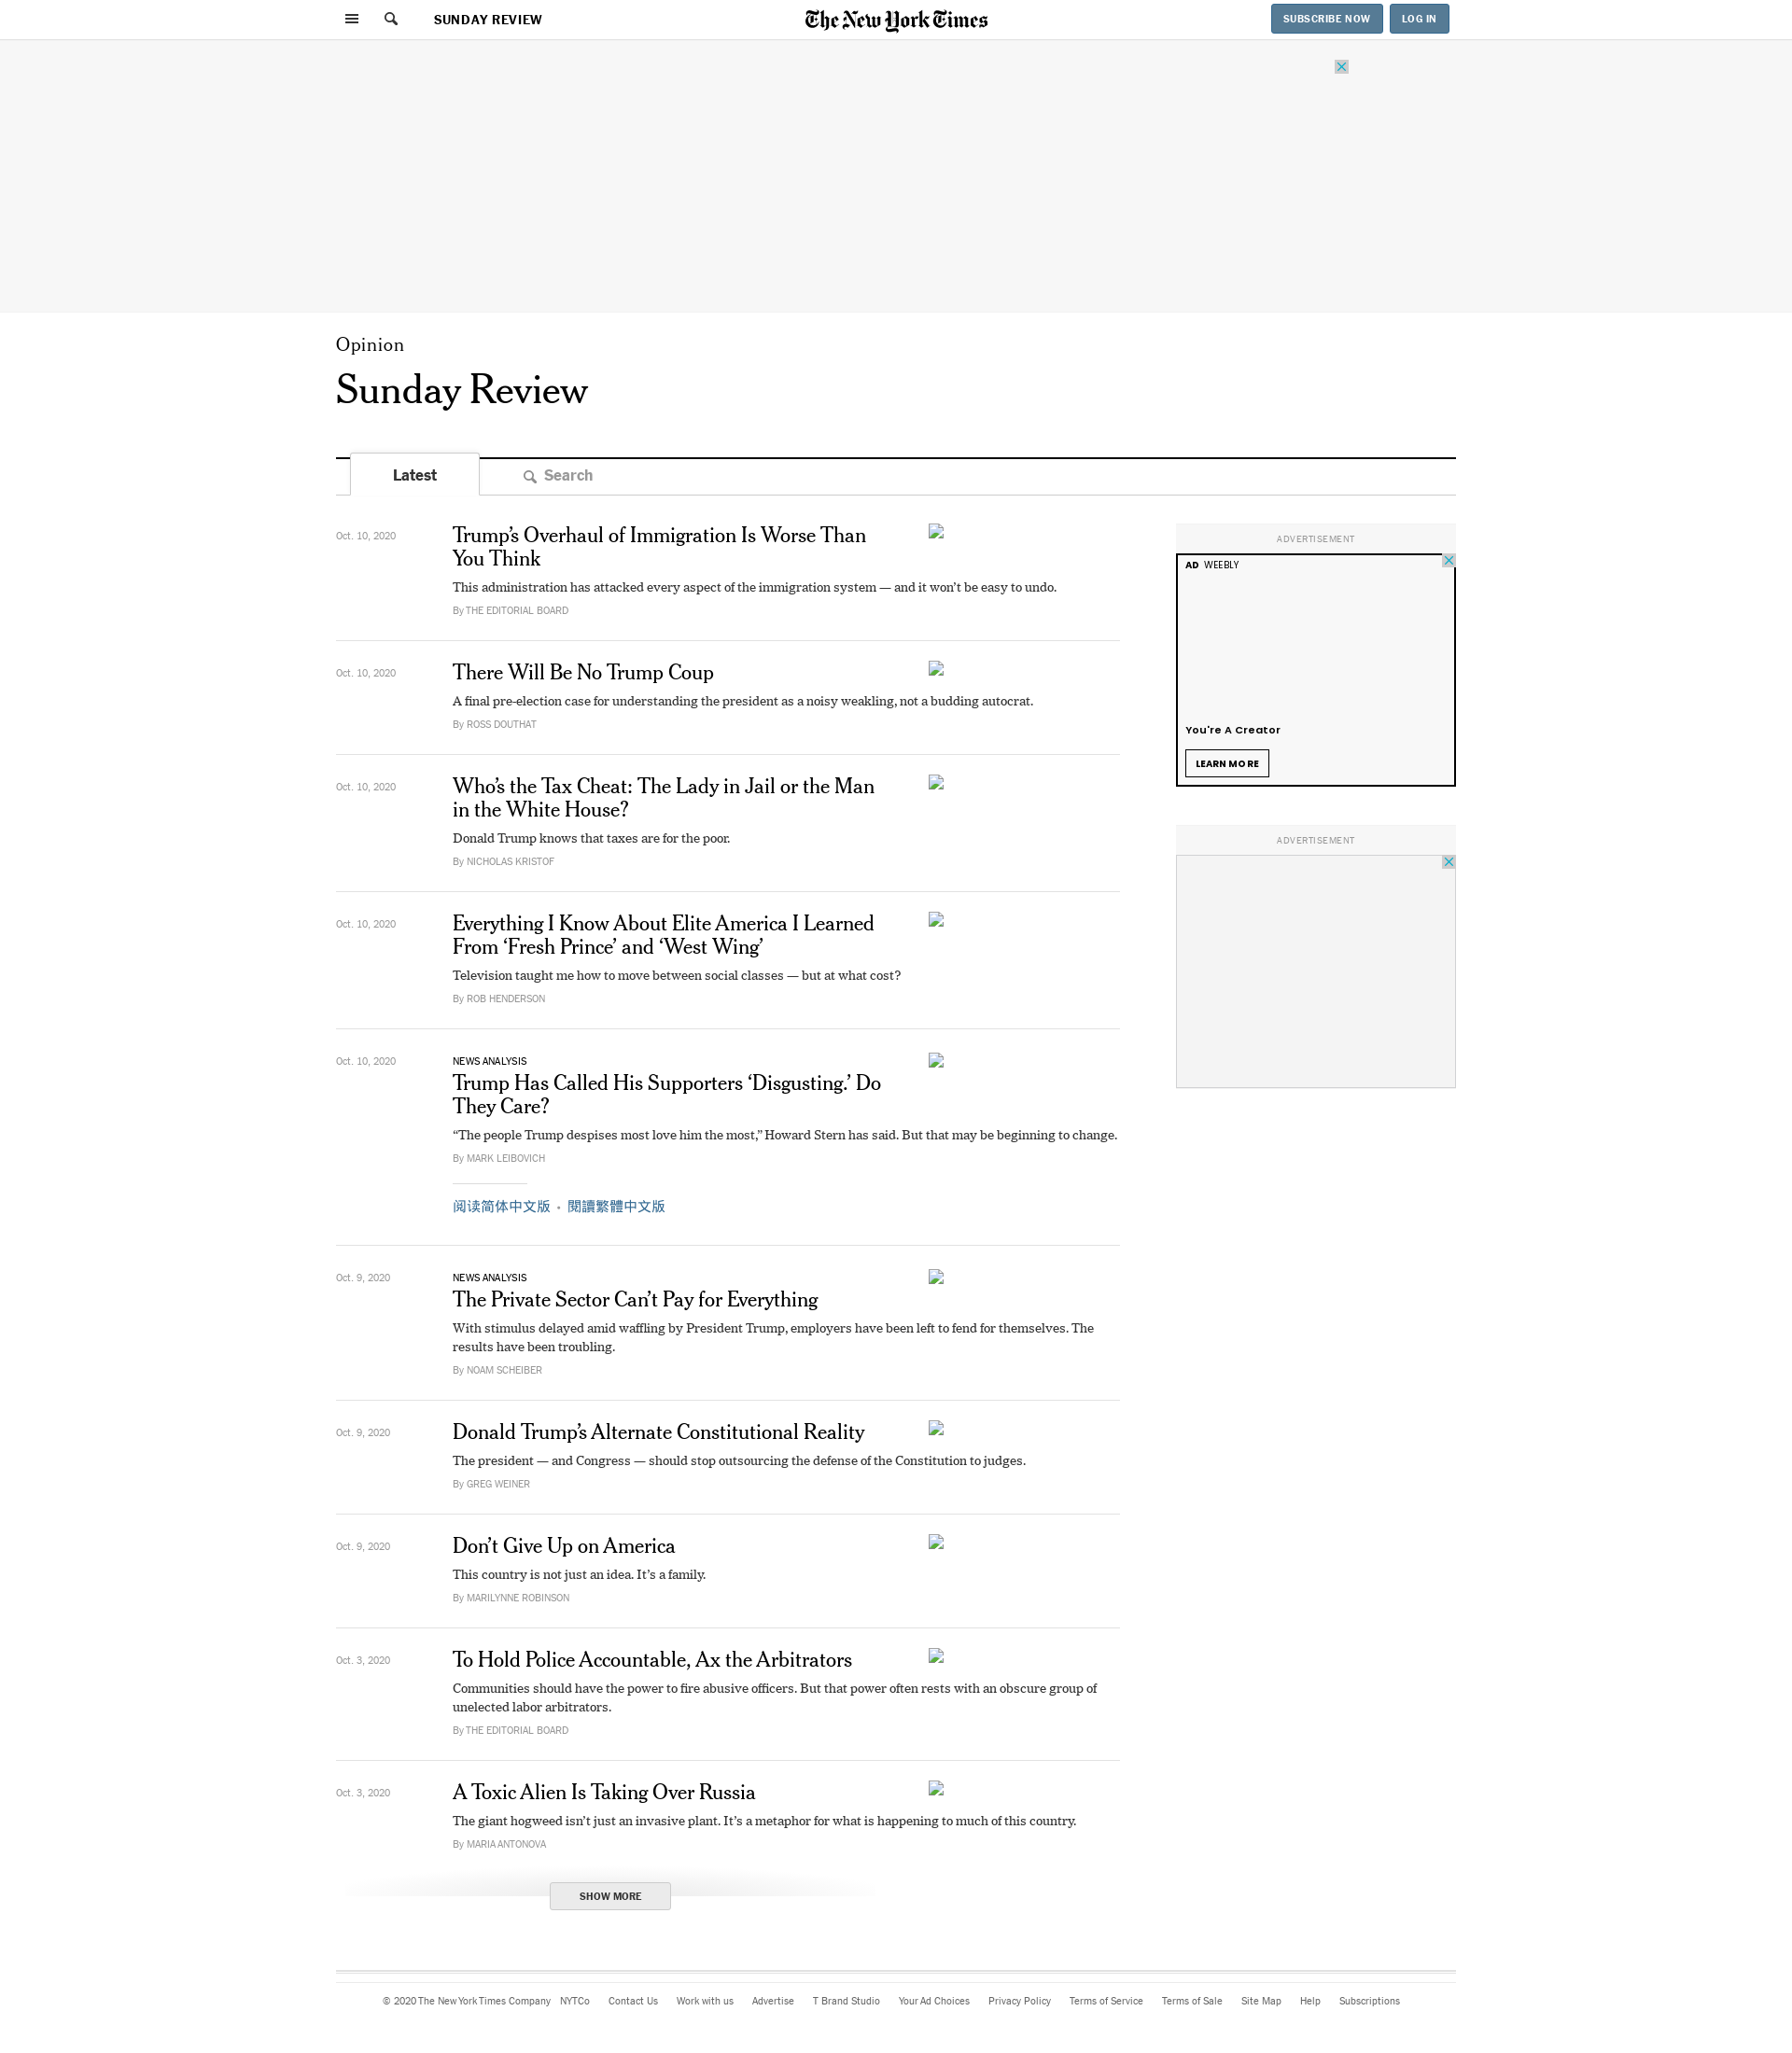 SUNDAY REVIEW
The New York Times
SUBSCRIBE NOW
LOG IN
Opinion
Sunday Review
Latest
Search
Oct. 10, 2020
Trump’s Overhaul of Immigration Is Worse Than
You Think
This administration has attacked every aspect of the immigration system — and it won’t be easy to undo.
By THE EDITORIAL BOARD
Oct. 10, 2020
There Will Be No Trump Coup
A final pre-election case for understanding the president as a noisy weakling, not a budding autocrat.
By ROSS DOUTHAT
Oct. 10, 2020
Who’s the Tax Cheat: The Lady in Jail or the Man
in the White House?
Donald Trump knows that taxes are for the poor.
By NICHOLAS KRISTOF
Oct. 10, 2020
Everything I Know About Elite America I Learned
From ‘Fresh Prince’ and ‘West Wing’
Television taught me how to move between social classes — but at what cost?
By ROB HENDERSON
Oct. 10, 2020
NEWS ANALYSIS
Trump Has Called His Supporters ‘Disgusting.’ Do
They Care?
“The people Trump despises most love him the most,” Howard Stern has said. But that may be beginning to change.
By MARK LEIBOVICH
阅读简体中文版 • 閱讀繁體中文版
Oct. 9, 2020
NEWS ANALYSIS
The Private Sector Can’t Pay for Everything
With stimulus delayed amid waffling by President Trump, employers have been left to fend for themselves. The
results have been troubling.
By NOAM SCHEIBER
Oct. 9, 2020
Donald Trump’s Alternate Constitutional Reality
The president — and Congress — should stop outsourcing the defense of the Constitution to judges.
By GREG WEINER
Oct. 9, 2020
Don’t Give Up on America
This country is not just an idea. It’s a family.
By MARILYNNE ROBINSON
Oct. 3, 2020
To Hold Police Accountable, Ax the Arbitrators
Communities should have the power to fire abusive officers. But that power often rests with an obscure group of
unelected labor arbitrators.
By THE EDITORIAL BOARD
Oct. 3, 2020
A Toxic Alien Is Taking Over Russia
The giant hogweed isn’t just an invasive plant. It’s a metaphor for what is happening to much of this country.
By MARIA ANTONOVA
SHOW MORE
ADVERTISEMENT
AD WEEBLY
You're A Creator
LEARN MORE
ADVERTISEMENT
© 2020 The New York Times Company NYTCo Contact Us Work with us Advertise T Brand Studio Your Ad Choices Privacy Policy Terms of Service Terms of Sale Site Map Help Subscriptions